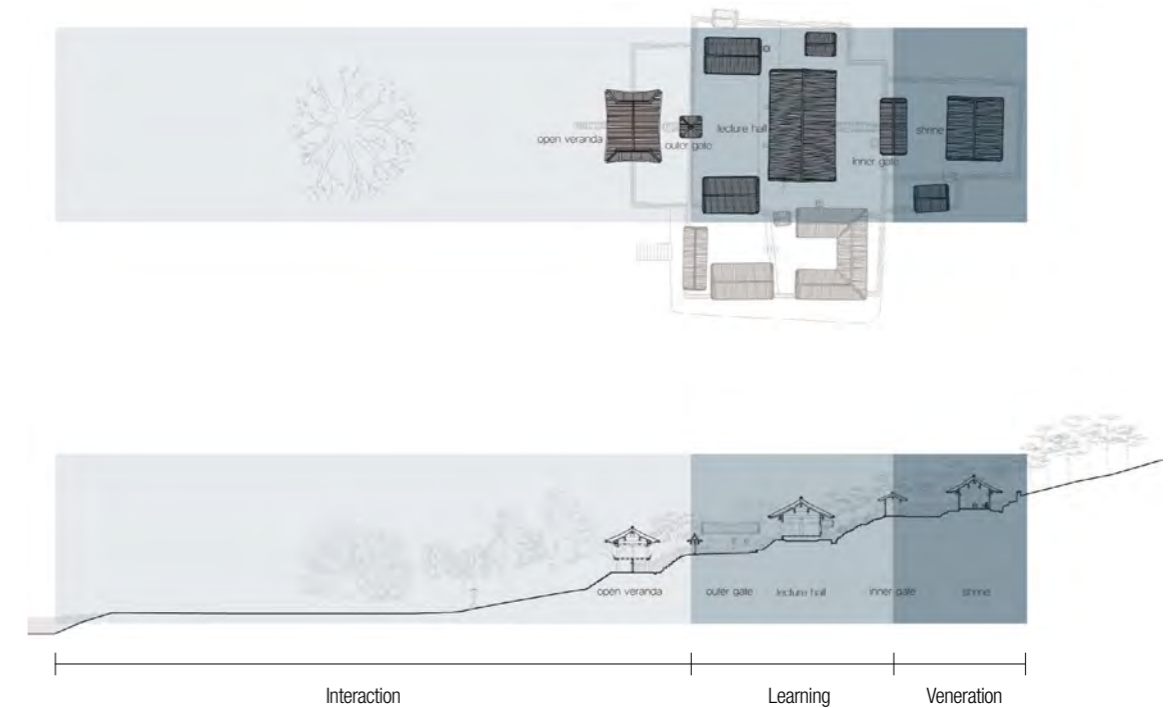 open veranda
outer gate
lecture hall
inner gate
shrine
open veranda
outer gate
lecture hall
inner gate
shrine
Interaction
Learning
Veneration